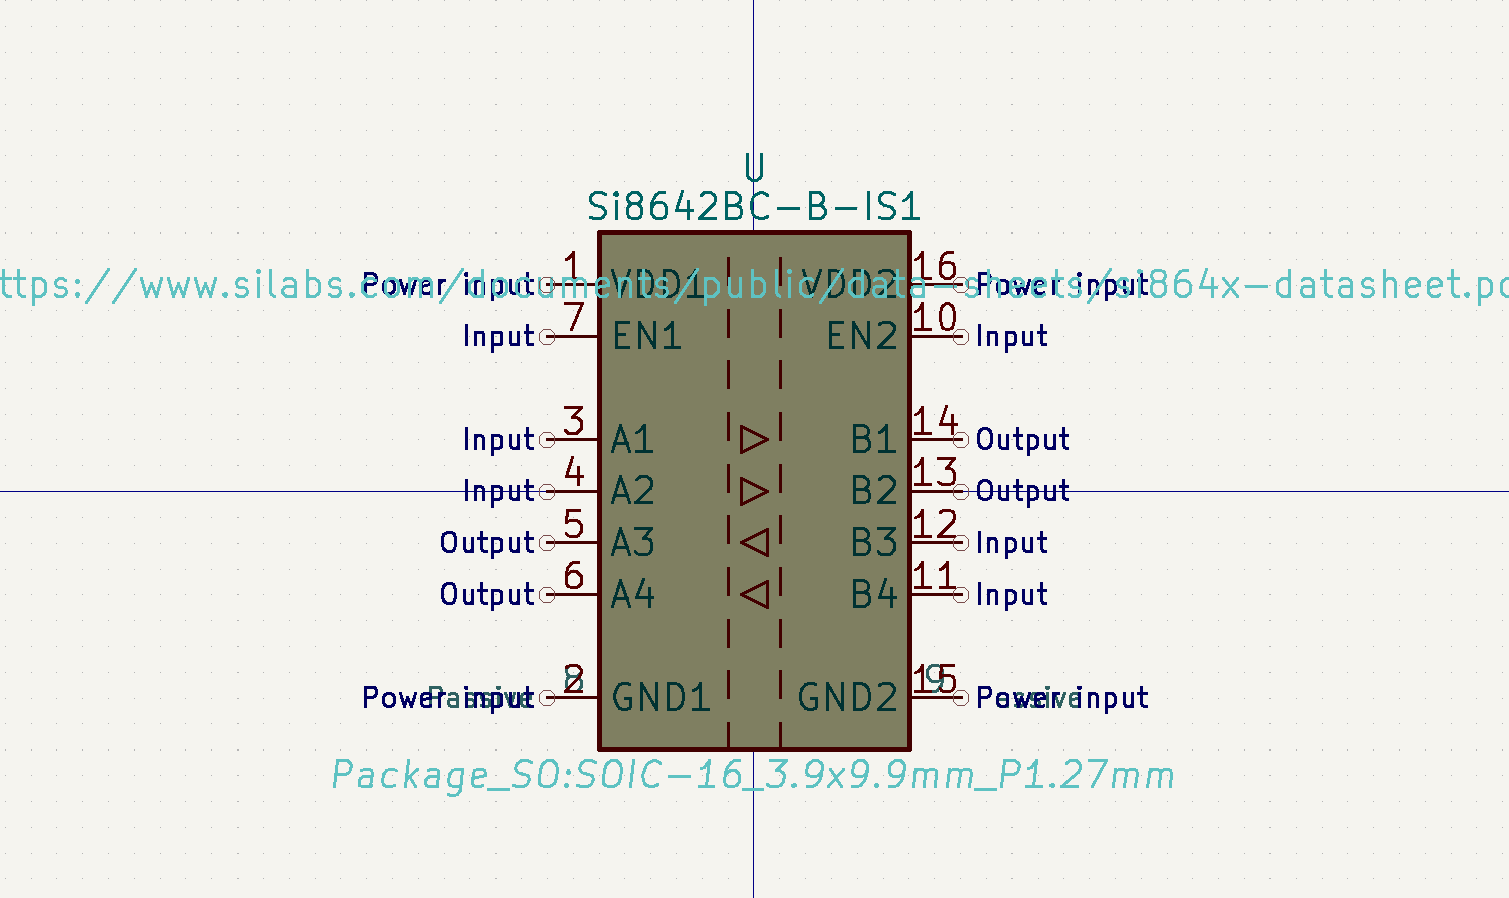 U
Si8642BC-B-IS1
ttps://www.silabs.com/documents/public/data-sheets/si864x-datasheet.pd
Power input 1 VDD1 VDD2 16 Power input
Input 7 EN1 EN2 10 Input
Input 3 A1 B1 14 Output
Input 4 A2 B2 13 Output
Output 5 A3 B3 12 Input
Output 6 A4 B4 11 Input
Power input 2 GND1 GND2 15 Power input
Passive 8 9 Passive
Package_SO:SOIC-16_3.9x9.9mm_P1.27mm